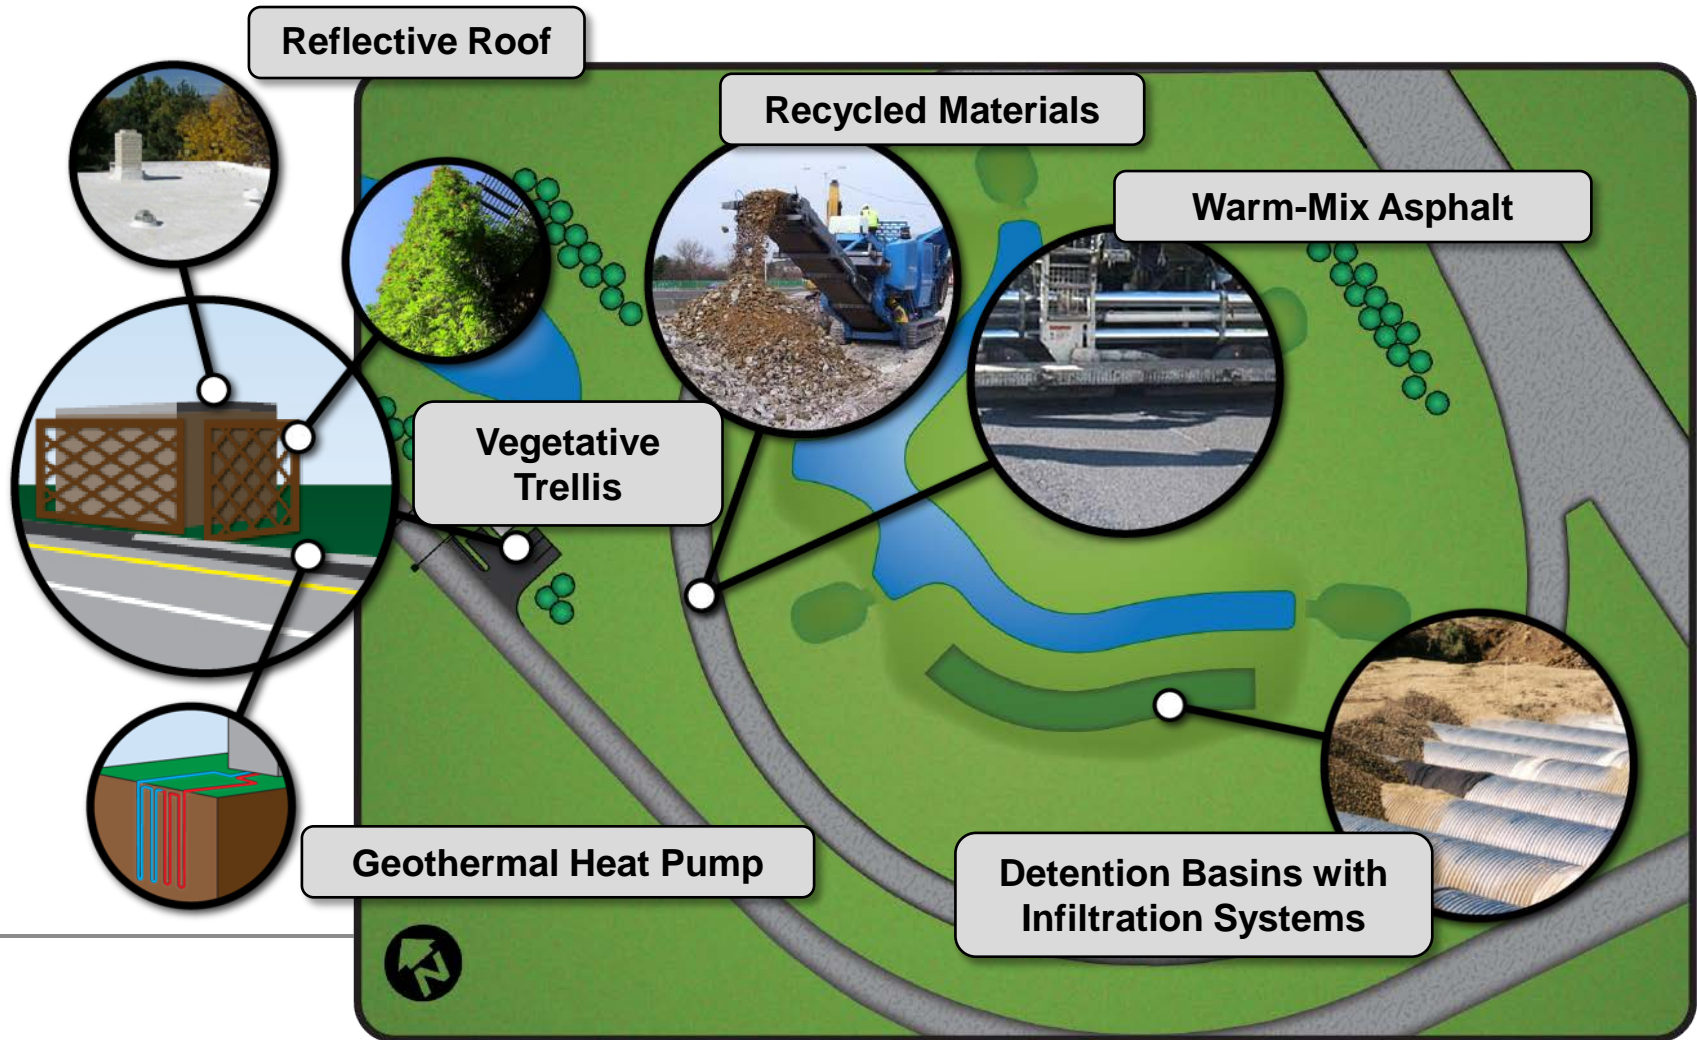 Reflective Roof
Recycled Materials
Warm-Mix Asphalt
Vegetative
Trellis
Geothermal Heat Pump
Detention Basins with
Infiltration Systems
N